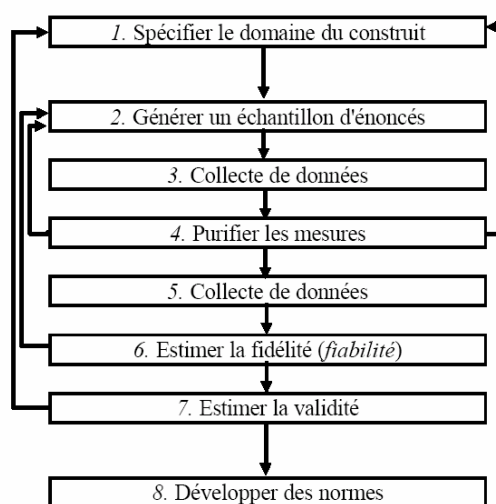 1. Spécifier le domaine du construit
2. Générer un échantillon d'énoncés
3. Collecte de données
4. Purifier les mesures
5. Collecte de données
6. Estimer la fidélité (fiabilité)
7. Estimer la validité
8. Développer des normes